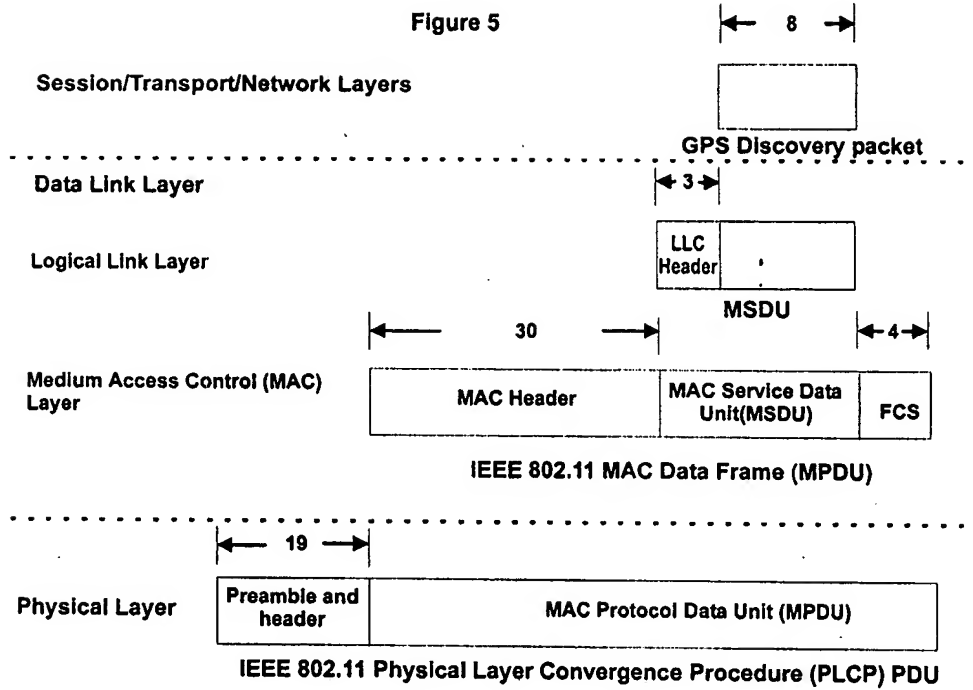 Figure 5
8
Session/Transport/Network Layers
GPS Discovery packet
Data Link Layer
3
Logical Link Layer
LLC
Header
MSDU
30
4
Medium Access Control (MAC)
Layer
MAC Header
MAC Service Data
Unit(MSDU)
FCS
IEEE 802.11 MAC Data Frame (MPDU)
19
Physical Layer
Preamble and
header
MAC Protocol Data Unit (MPDU)
IEEE 802.11 Physical Layer Convergence Procedure (PLCP) PDU